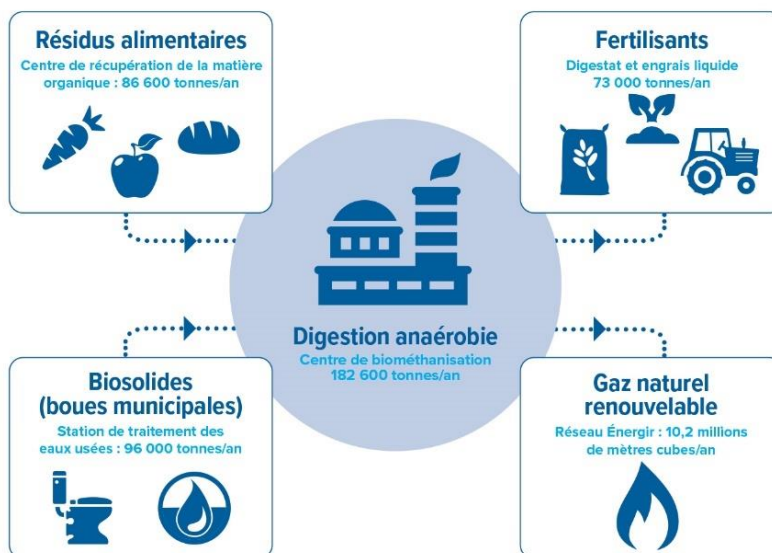 Résidus alimentaires
Centre de récupération de la matière
organique : 86 600 tonnes/an
Fertilisants
Digestat et engrais liquide
73 000 tonnes/an
Digestion anaérobie
Centre de biométhanisation
182 600 tonnes/an
Biosolides
(boues municipales)
Station de traitement des
eaux usées : 96 000 tonnes/an
Gaz naturel
renouvelable
Réseau Énergir : 10,2 millions
de mètres cubes/an